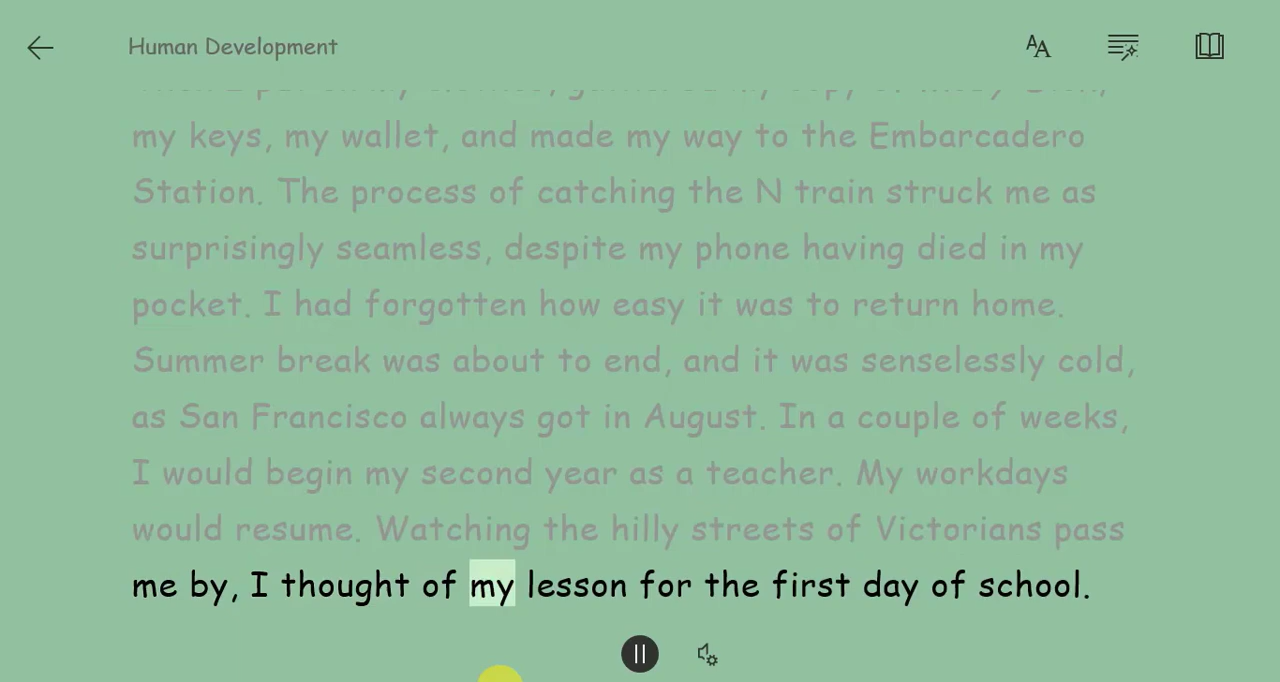 Human Development
my keys, my wallet, and made my way to the Embarcadero
Station. The process of catching the N train struck me as
surprisingly seamless, despite my phone having died in my
pocket. I had forgotten how easy it was to return home.
Summer break was about to end, and it was senselessly cold,
as San Francisco always got in August. In a couple of weeks,
I would begin my second year as a teacher. My workdays
would resume. Watching the hilly streets of Victorians pass
me by, I thought of my lesson for the first day of school.